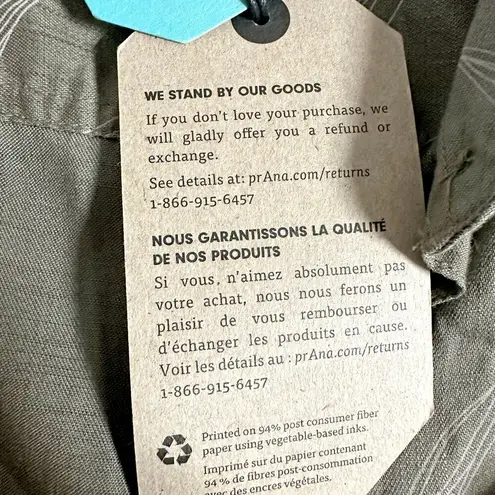 WE STAND BY OUR GOODS
If you don't love your purchase, we
will gladly offer you a refund or
exchange.
See details at: prAna.com/returns
1-866-915-6457
NOUS GARANTISSONS LA QUALITÉ
DE NOS PRODUITS
Si vous n'aimez absolument pas
votre achat, nous nous ferons un
plaisir de vous rembourser ou
d'échanger les produits en cause.
Voir les détails au : prAna.com/returns
1-866-915-6457
Printed on 94% post consumer fiber
paper using vegetable-based inks.
Imprimé sur du papier contenant
94 % de fibres post-consommation
avec des encres végétales.